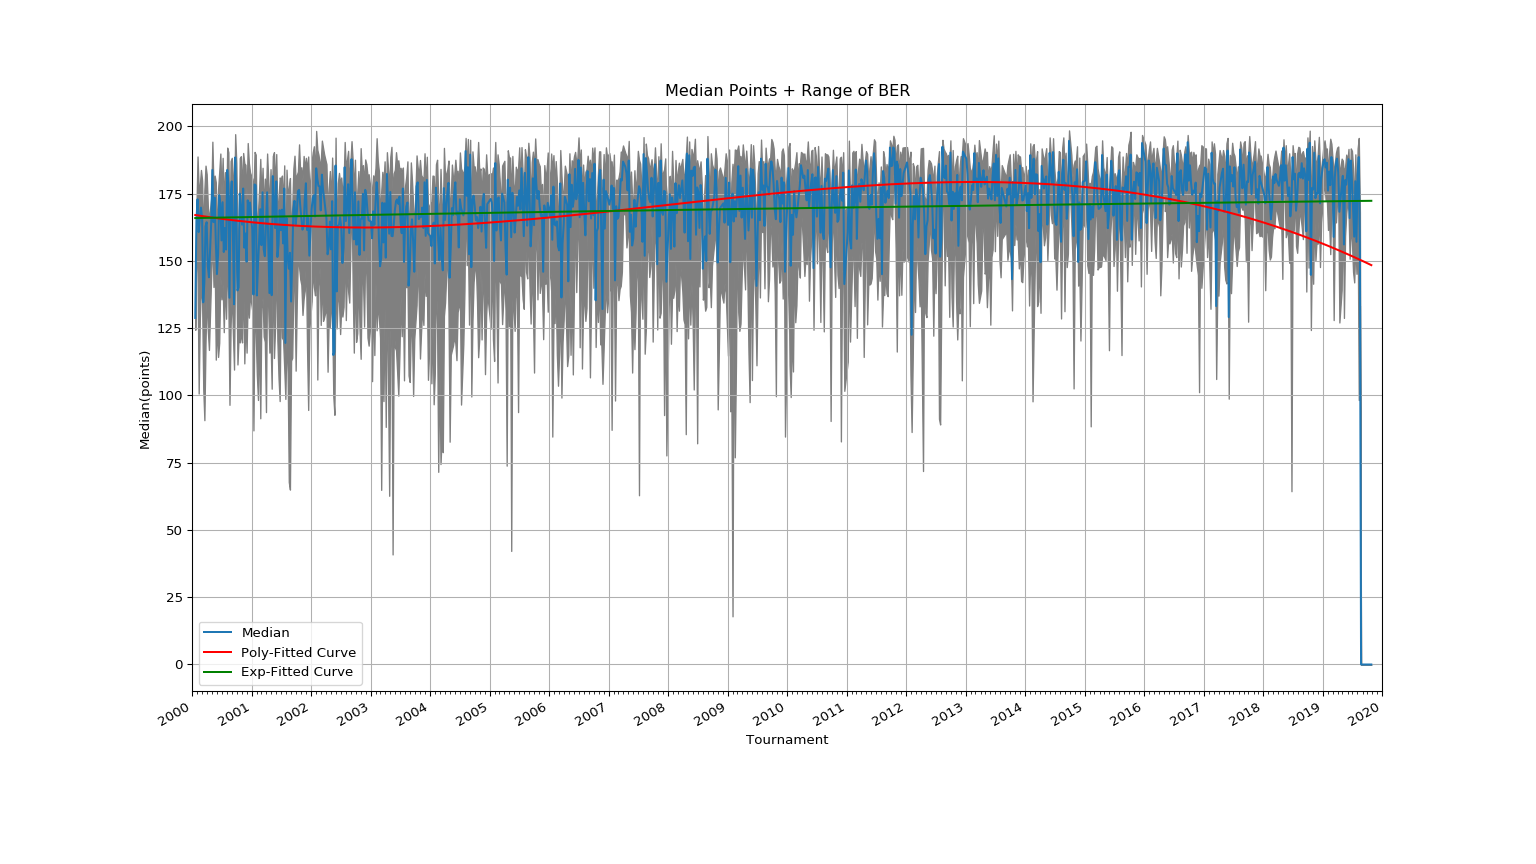 Median Points + Range of BER
200
175
150
125
100
75
50
25
0
Median(points)
Median
Poly-Fitted Curve
Exp-Fitted Curve
2000 2001 2002 2003 2004 2005 2006 2007 2008 2009 2010 2011 2012 2013 2014 2015 2016 2017 2018 2019 2020
Tournament